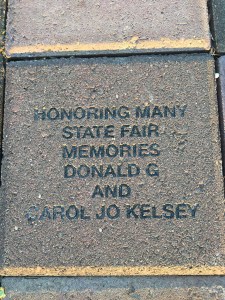 HONORING MANY
STATE FAIR
MEMORIES
DONALD G
AND
CAROL JO KELSEY